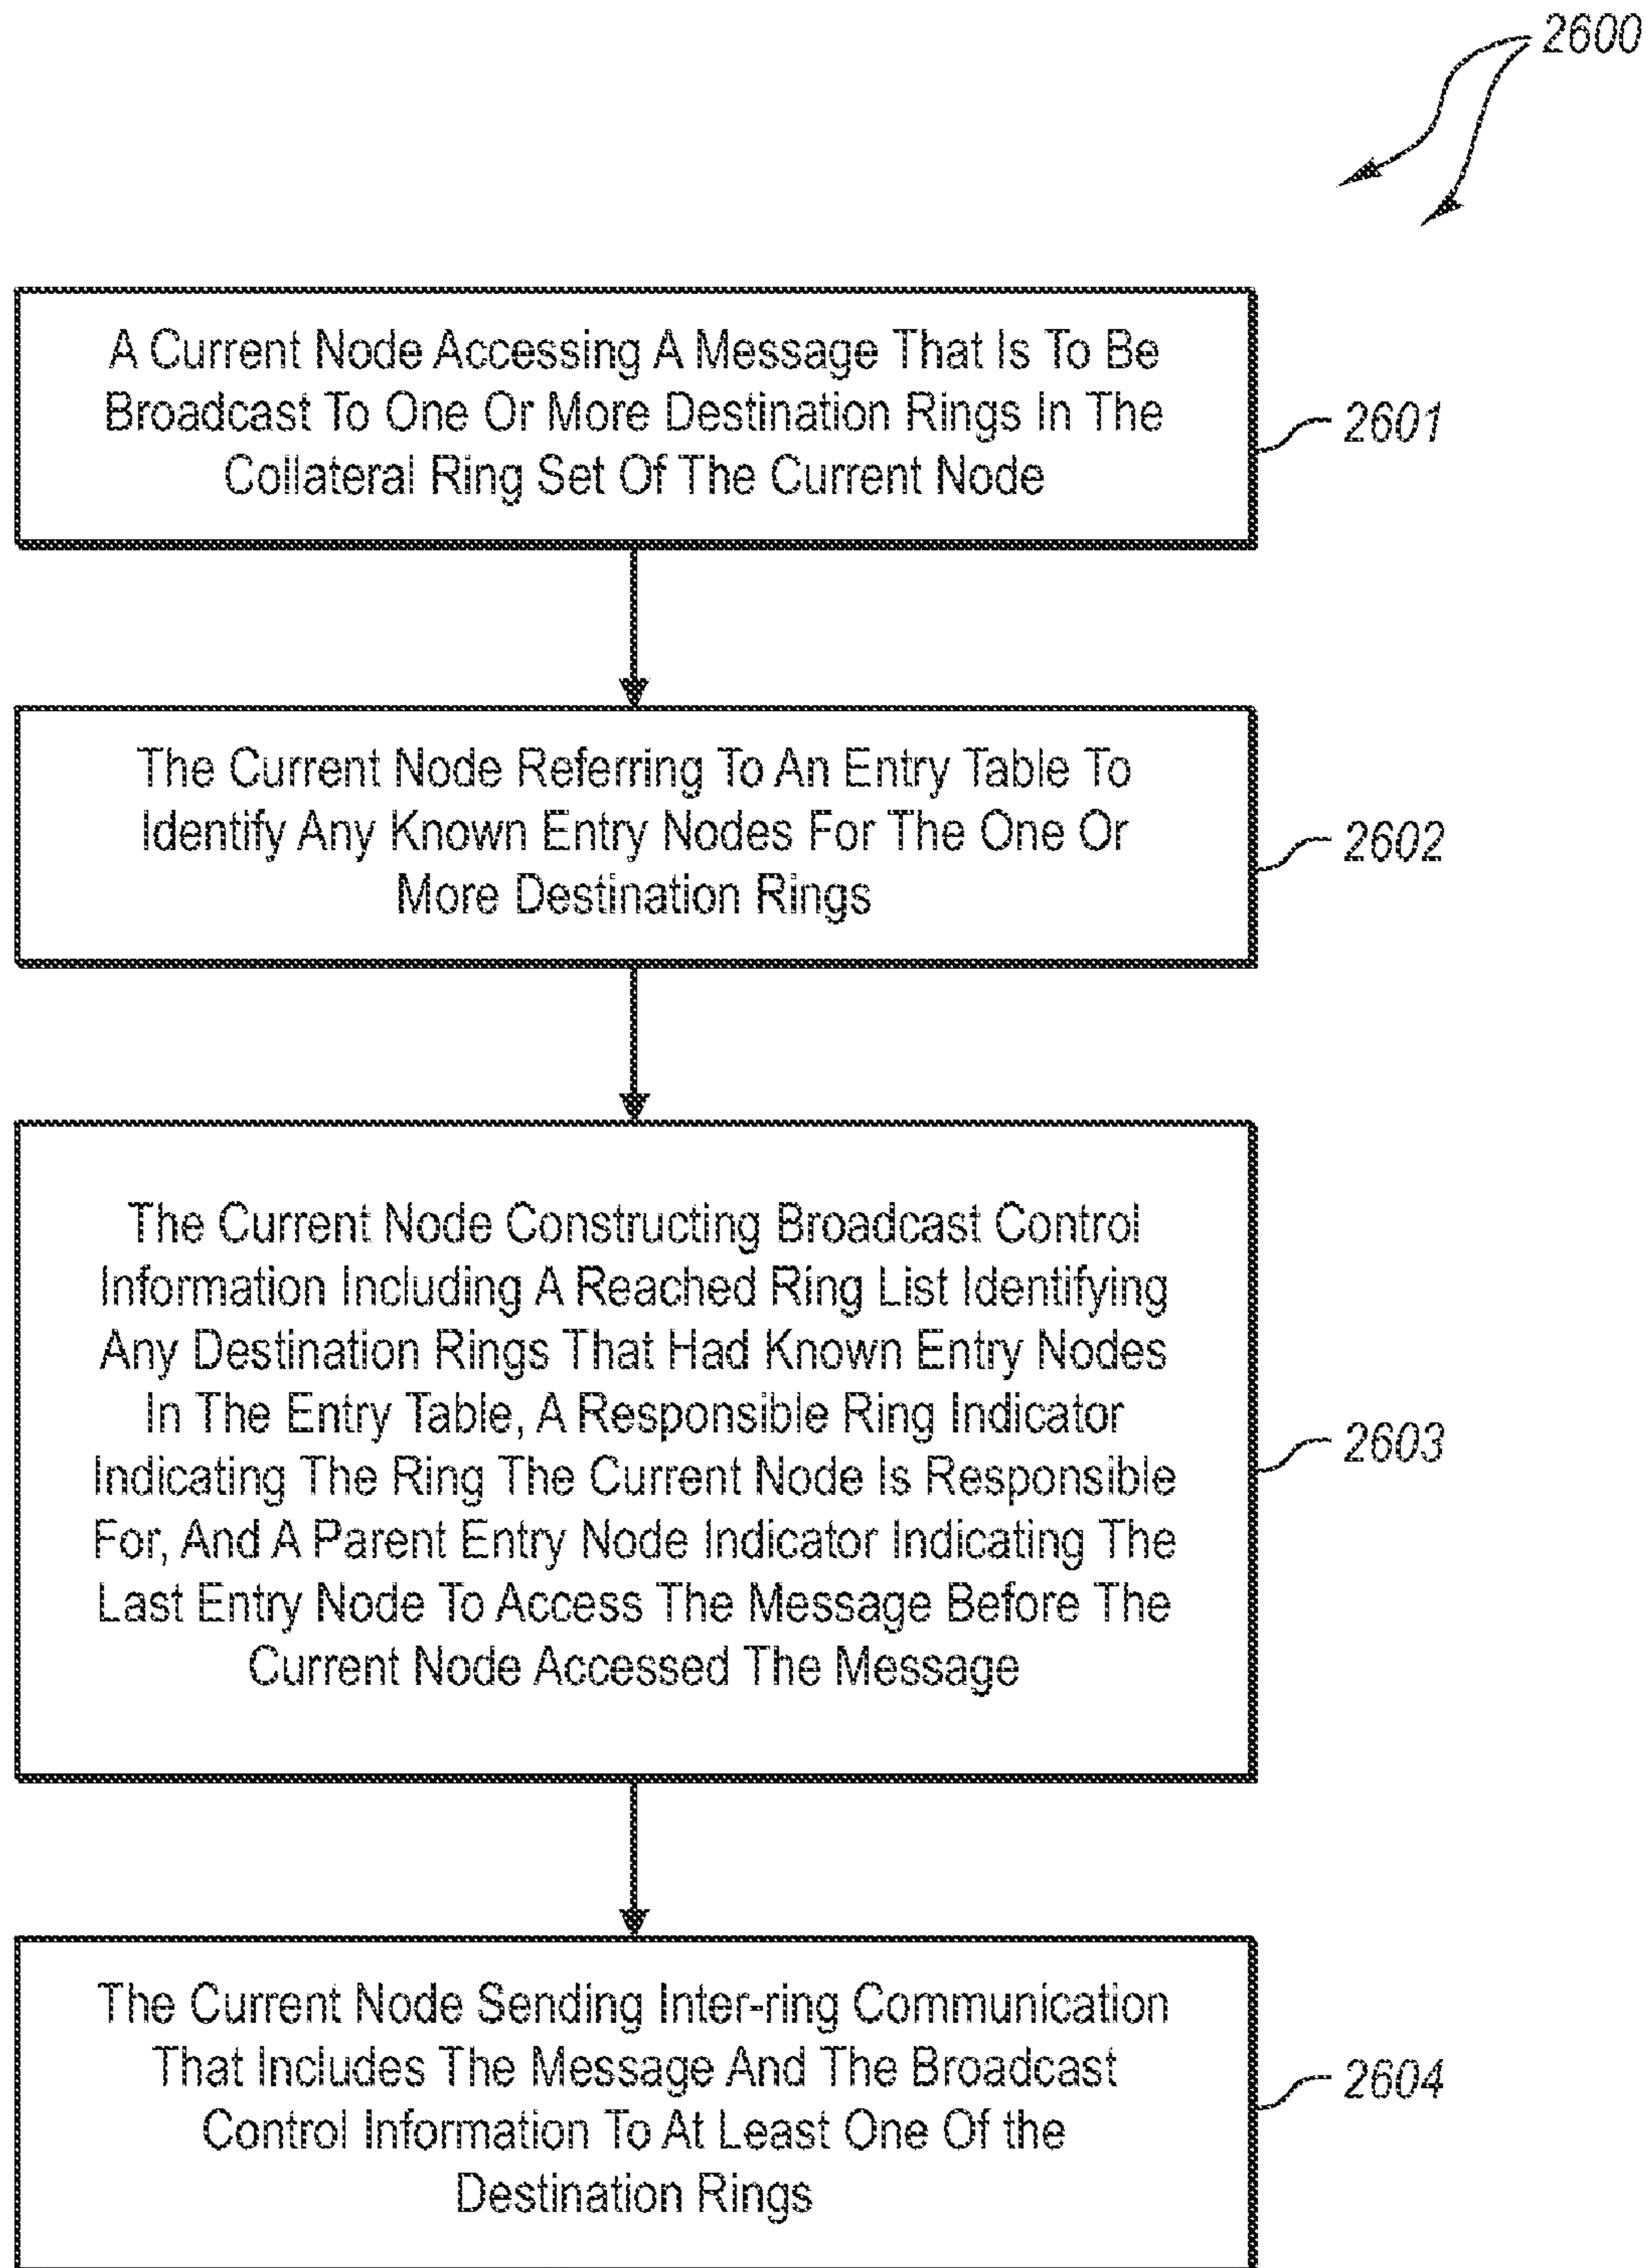 2600
A Current Node Accessing A Message That Is To Be
Broadcast To One Or More Destination Rings In The
Collateral Ring Set Of The Current Node
2601
The Current Node Referring To An Entry Table To
Identify Any Known Entry Nodes For The One Or
More Destination Rings
2602
The Current Node Constructing Broadcast Control
Information Including A Reached Ring List Identifying
Any Destination Rings That Had Known Entry Nodes
In The Entry Table, A Responsible Ring Indicator
Indicating The Ring The Current Node Is Responsible
For, And A Parent Entry Node Indicator Indicating The
Last Entry Node To Access The Message Before The
Current Node Accessed The Message
2603
The Current Node Sending Inter-ring Communication
That Includes The Message And The Broadcast
Control Information To At Least One Of the
Destination Rings
2604